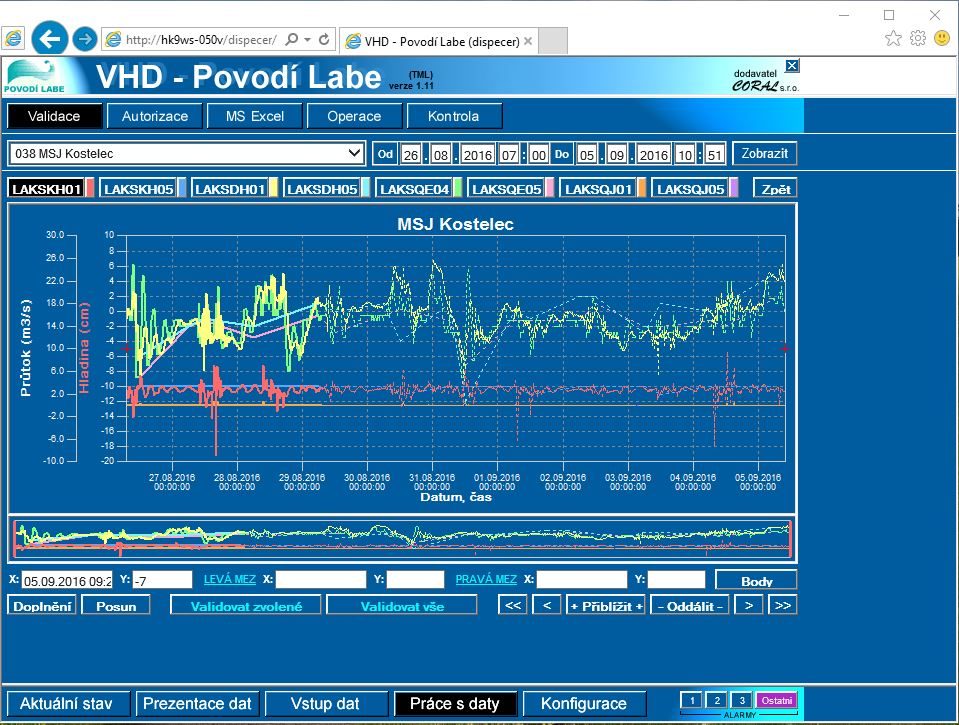 http://hk9ws-050v/dispecer/
VHD - Povodí Labe (dispecer)
POVODÍ LABE
VHD - Povodí Labe
(TML)
verze 1.11
dodavatel
CORAL s.r.o.
Validace Autorizace MS Excel Operace Kontrola
038 MSJ Kostelec Od 26 . 08 . 2016 07 : 00 Do 05 . 09 . 2016 10 : 51 Zobrazit
LAKSKH01 LAKSKH05 LAKSDH01 LAKSDH05 LAKSQE04 LAKSQE05 LAKSQJ01 LAKSQJ05 Zpět
MSJ Kostelec
Průtok (m3/s)
30.0
26.0
22.0
18.0
14.0
10.0
6.0
2.0
-2.0
-6.0
-10.0
Hladina (cm)
10
8
6
4
2
0
-2
-4
-6
-8
-10
-12
-14
-16
-18
-20
27.08.2016 28.08.2016 29.08.2016 30.08.2016 31.08.2016 01.09.2016 02.09.2016 03.09.2016 04.09.2016 05.09.2016
00:00:00 00:00:00 00:00:00 00:00:00 00:00:00 00:00:00 00:00:00 00:00:00 00:00:00 00:00:00
Datum, čas
X: 05.09.2016 09:2 Y: -7 LEVÁ MEZ X: Y: PRAVÁ MEZ X: Y: Body
Doplnění Posun Validovat zvolené Validovat vše << < + Přiblížit + - Oddálit - > >>
Aktuální stav Prezentace dat Vstup dat Práce s daty Konfigurace 1 2 3 Ostatní
ALARMY